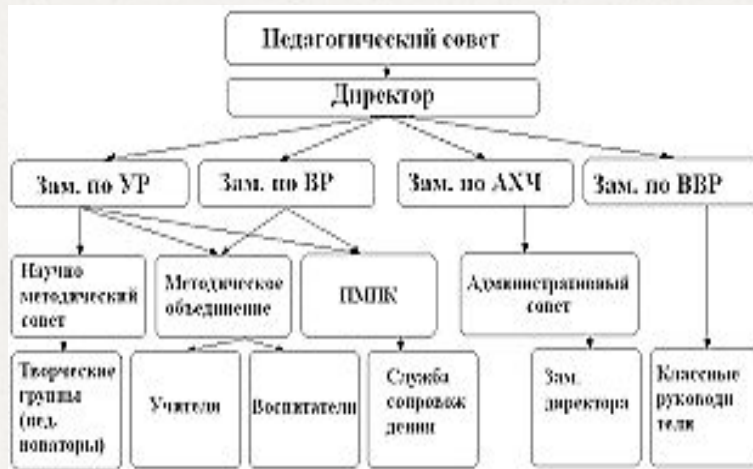 Педагогический совет
Директор
Зам. по УР
Зам. по ВР
Зам. по АХЧ
Зам. по ВВР
Научно
методический
совет
Методическое
объединение
ПМПК
Административный
совет
Творческие
группы
(пед.
новаторы)
Учители
Воспитатели
Служба
сопровож
дения
Зам.
директора
Классные
руководи
тели